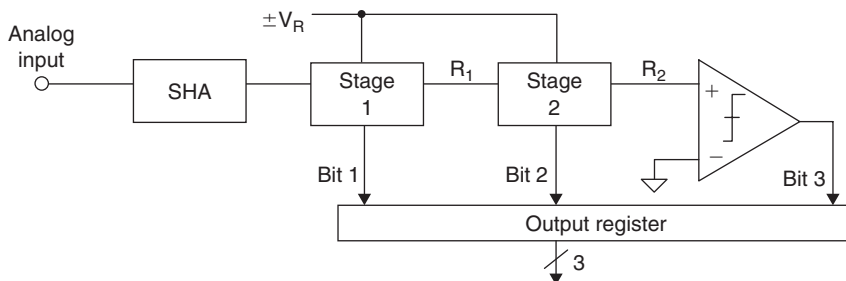 ±V_R
Analog
input
SHA
Stage
1
R_1
Stage
2
R_2
+
−
Bit 1
Bit 2
Bit 3
Output register
3